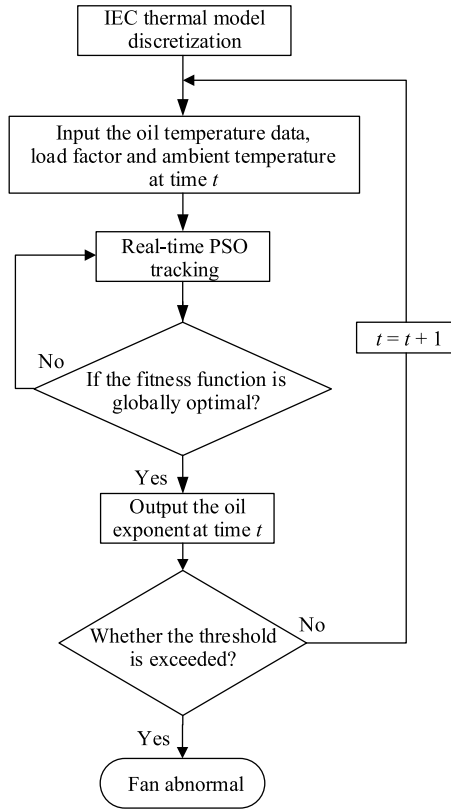 IEC thermal model
discretization
Input the oil temperature data,
load factor and ambient temperature
at time t
Real-time PSO
tracking
t = t + 1
No
If the fitness function is
globally optimal?
Yes
Output the oil
exponent at time t
No
Whether the threshold
is exceeded?
Yes
Fan abnormal